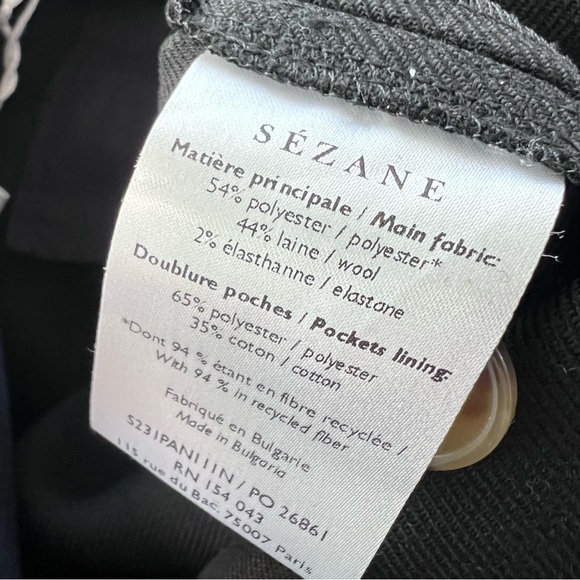 SÉZANE
Matière principale / Main fabric:
54% polyester / polyester*
44% laine / wool
2% élasthanne / elastane
Doublure poches / Pockets lining:
65% polyester / polyester
35% coton / cotton
*Dont 94 % étant en fibre recyclée /
With 94 % in recycled fiber
Fabriqué en Bulgarie
Made in Bulgaria
S231PANI11N / PO 26861
RN 154 043
115 rue du Bac, 75007 Paris